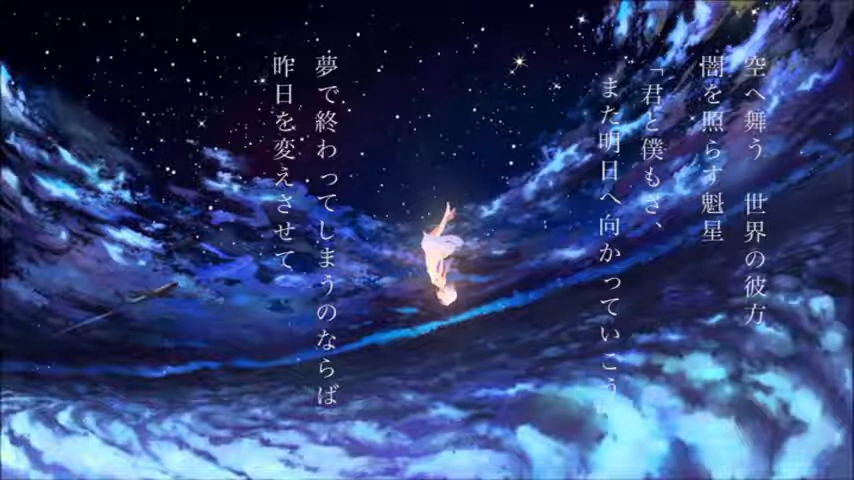 空へ舞う　世界の彼方
闇を照らす魁星
「君と僕もさ、
また明日へ向かっていこう」
夢で終わってしまうのならば
昨日を変えさせて